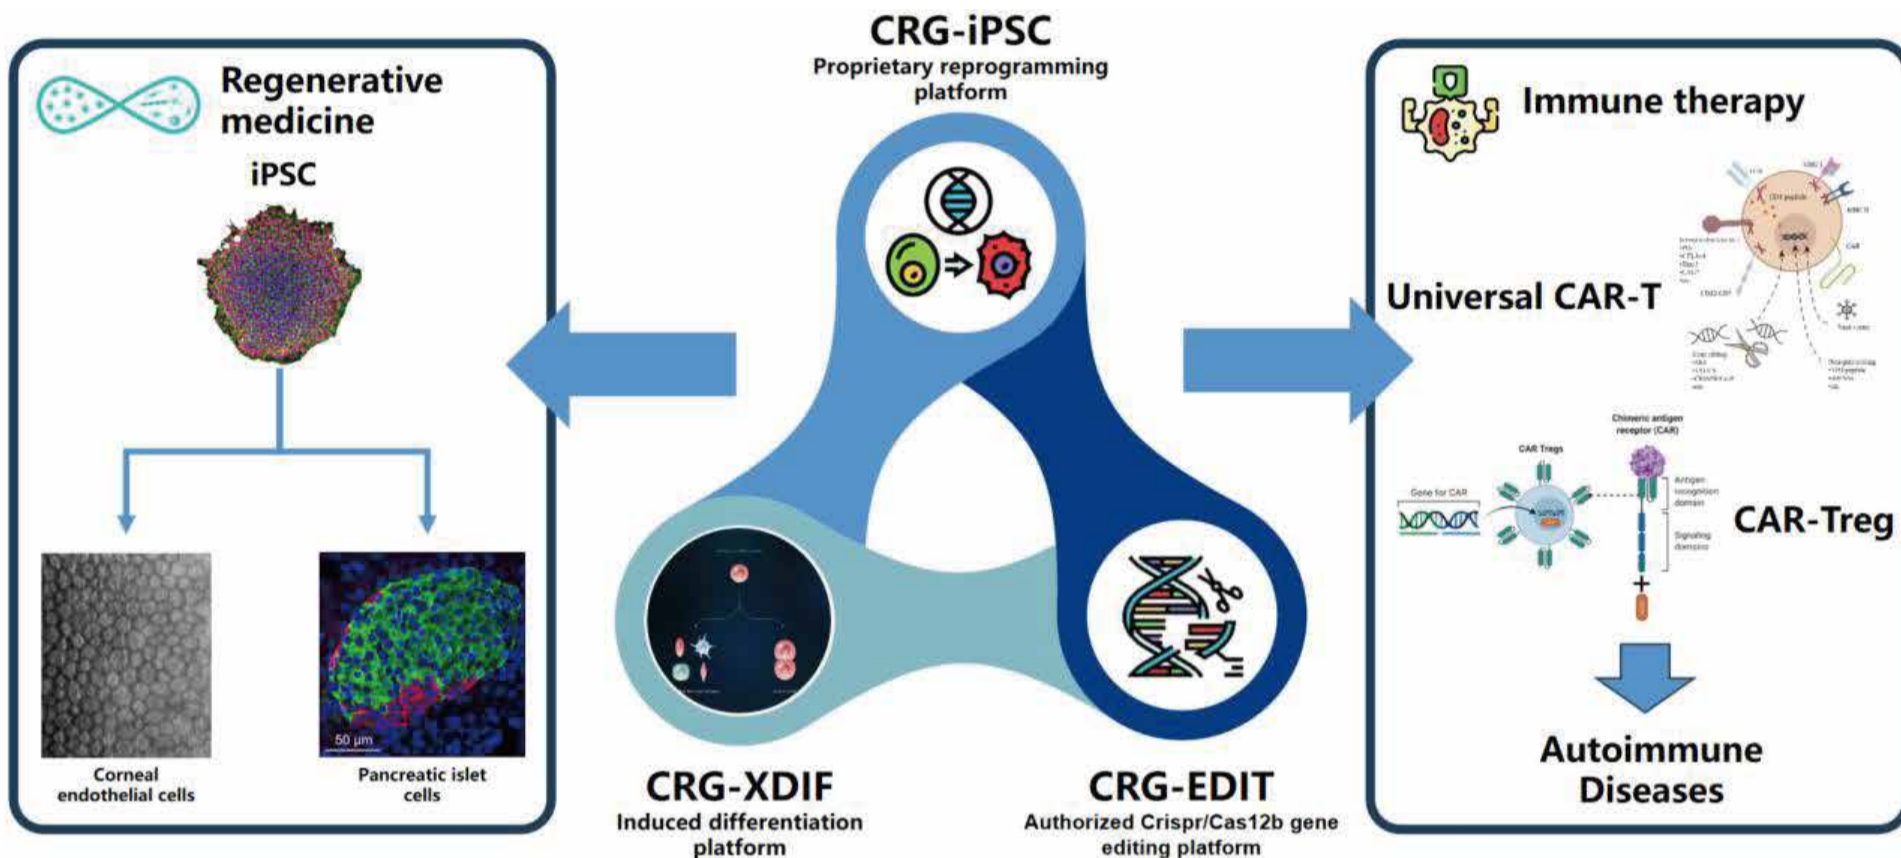 CRG-iPSC
Proprietary reprogramming
platform
Regenerative
medicine
iPSC
Corneal
endothelial cells
50 µm
Pancreatic islet
cells
CRG-XDIF
Induced differentiation
platform
CRG-EDIT
Authorized Crispr/Cas12b gene
editing platform
Immune therapy
Universal CAR-T
CAR
Chimeric antigen
receptor (CAR)
CAR Tregs
Gene for CAR
Antigen
recognition
domain
Signaling
domains
+
CAR-Treg
Autoimmune
Diseases